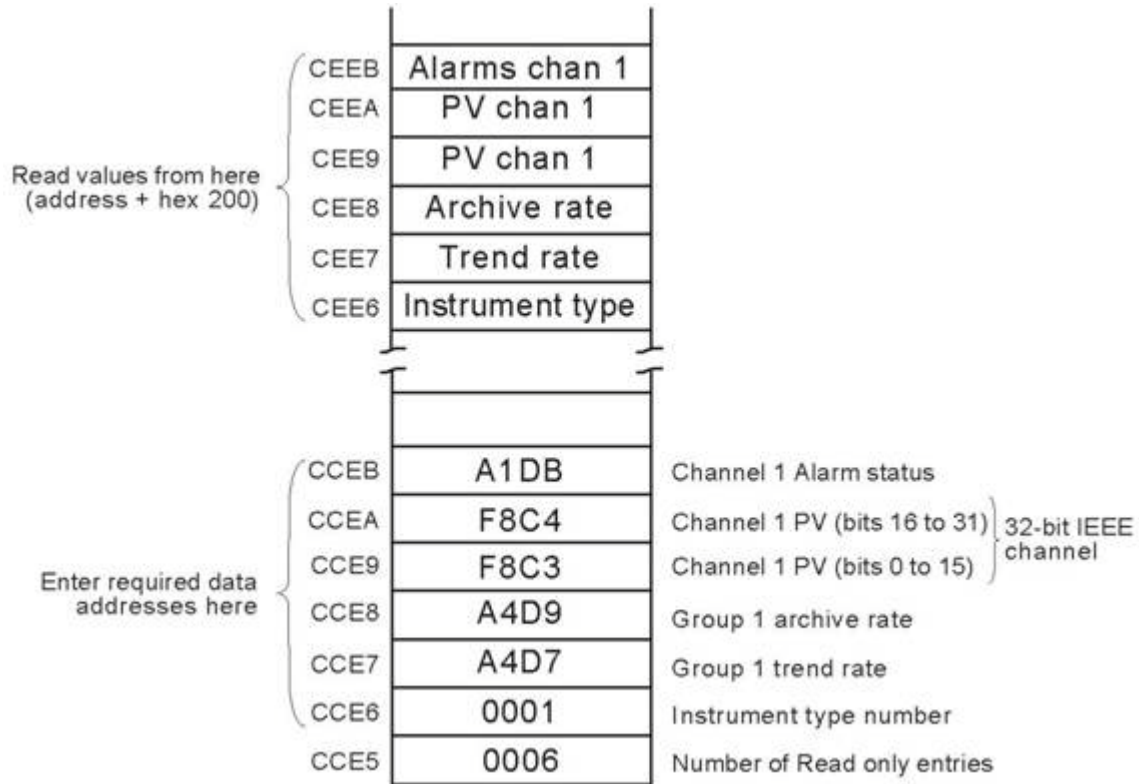 CEEB Alarms chan 1
CEEA PV chan 1
CEE9 PV chan 1
Read values from here
(address + hex 200)
CEE8 Archive rate
CEE7 Trend rate
CEE6 Instrument type
CCEB A1DB Channel 1 Alarm status
CCEA F8C4 Channel 1 PV (bits 16 to 31)
CCE9 F8C3 Channel 1 PV (bits 0 to 15)
32-bit IEEE
channel
Enter required data
addresses here
CCE8 A4D9 Group 1 archive rate
CCE7 A4D7 Group 1 trend rate
CCE6 0001 Instrument type number
CCE5 0006 Number of Read only entries